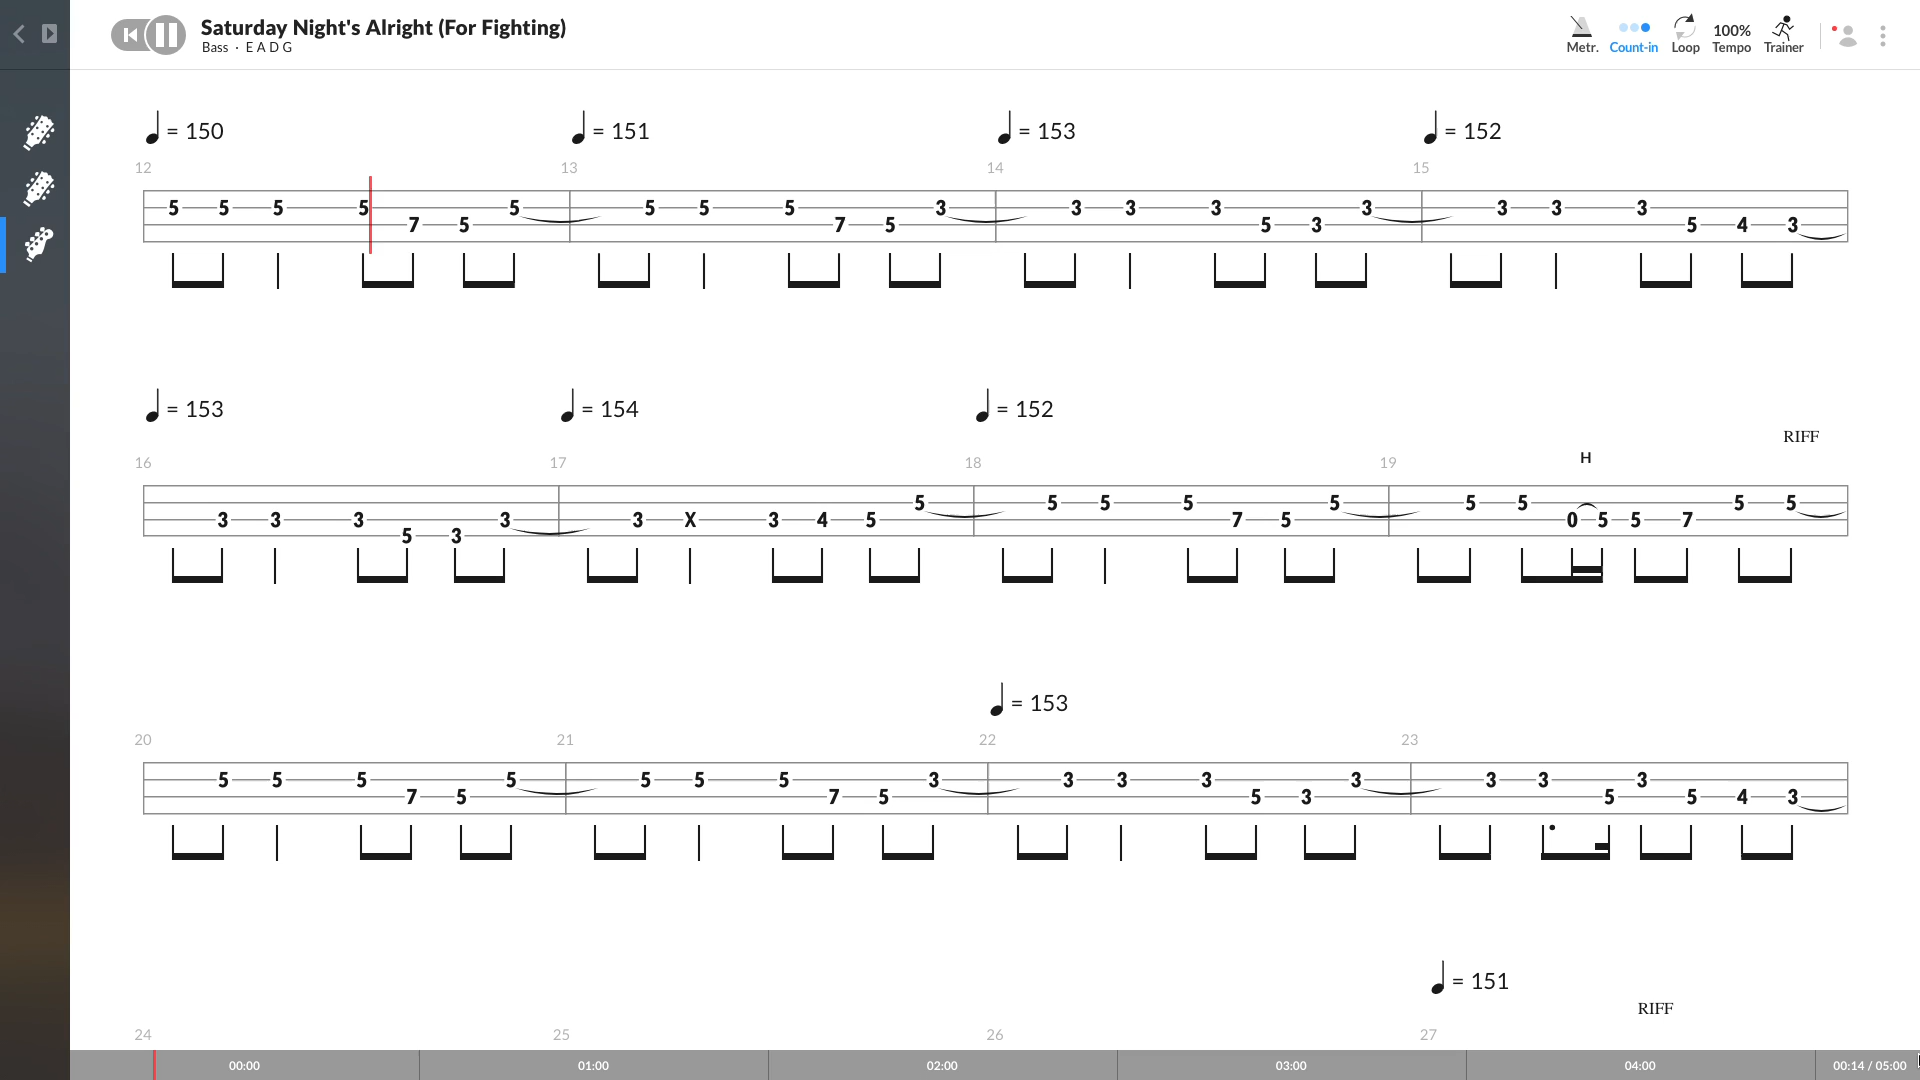 Saturday Night's Alright (For Fighting)
Bass · E A D G
Metr. Count-in Loop 100% Tempo Trainer
= 150 = 151 = 153 = 152
12 13 14 15
5 5 5 5 7 5 5 5 5 5 7 5 3 3 3 3 5 3 3 3 3 3 5 4 3
= 153 = 154 = 152
RIFF
H
16 17 18 19
3 3 3 5 3 3 3 X 3 4 5 5 5 5 5 7 5 5 5 5 0 5 5 7 5 5
= 153
20 21 22 23
5 5 5 7 5 5 5 5 5 7 5 3 3 3 3 5 3 3 3 3 5 3 5 4 3
= 151
RIFF
24 25 26 27
00:00 01:00 02:00 03:00 04:00 00:14 / 05:00